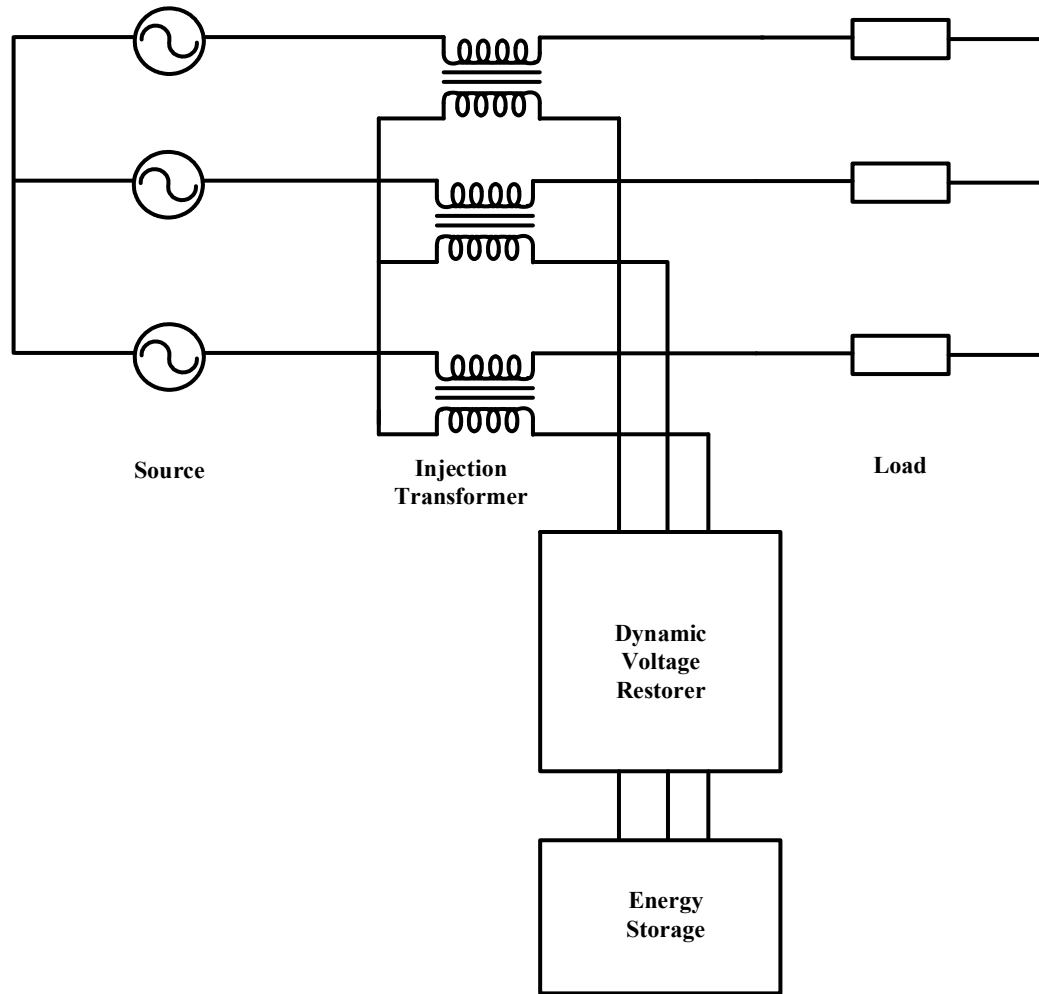 Source
Injection
Transformer
Load
Dynamic
Voltage
Restorer
Energy
Storage